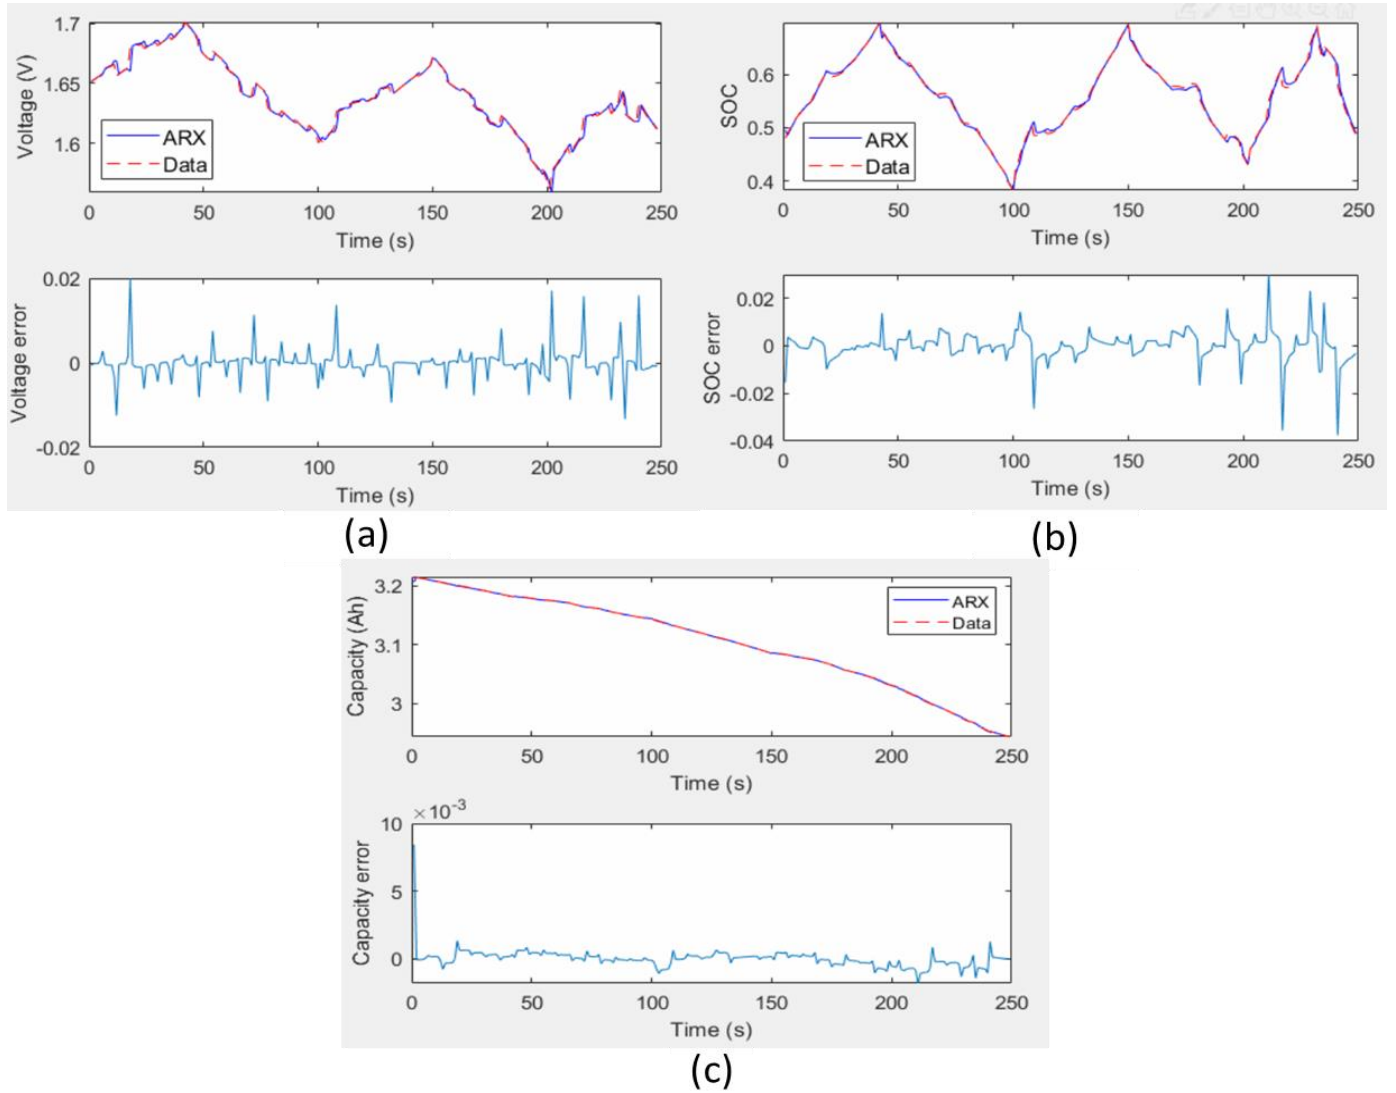 1.7
1.65
1.6
Voltage (V)
ARX
Data
0 50 100 150 200 250
Time (s)
0.02
0
-0.02
Voltage error
0 50 100 150 200 250
Time (s)
(a)
0.6
0.5
0.4
SOC
ARX
Data
0 50 100 150 200 250
Time (s)
0.02
0
-0.02
-0.04
SOC error
0 50 100 150 200 250
Time (s)
(b)
3.2
3.1
3
Capacity (Ah)
ARX
Data
0 50 100 150 200 250
Time (s)
×10-3
10
5
0
Capacity error
0 50 100 150 200 250
Time (s)
(c)